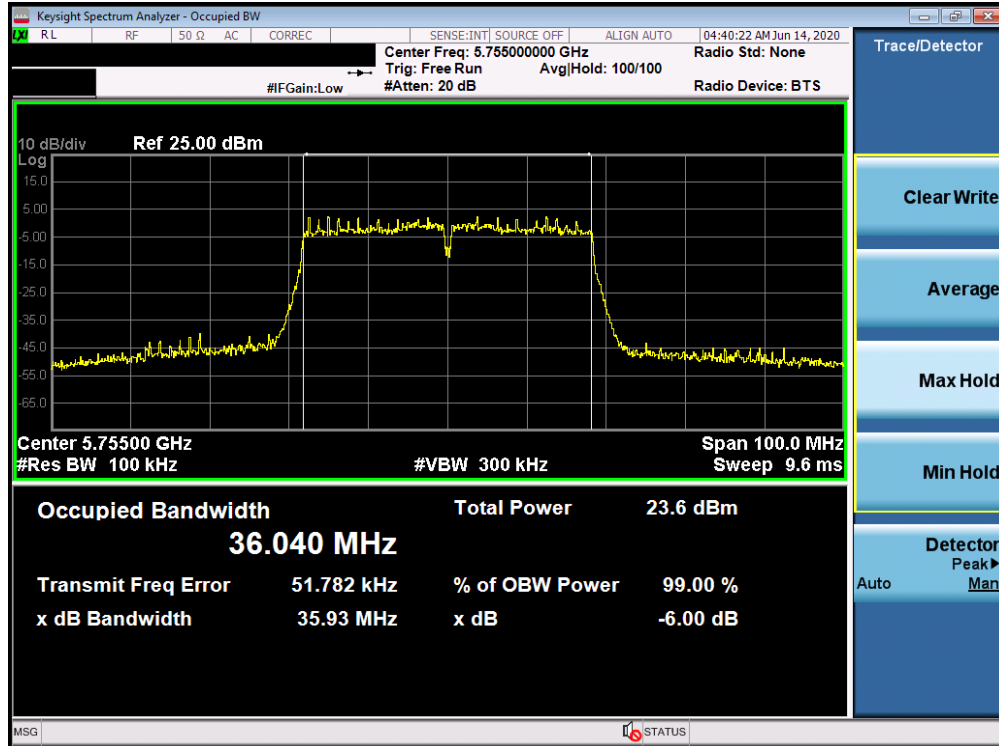 Keysight Spectrum Analyzer - Occupied BW
LXI RL RF 50 Ω AC CORREC SENSE:INT SOURCE OFF ALIGN AUTO 04:40:22 AM Jun 14, 2020
Center Freq: 5.755000000 GHz Radio Std: None
Trig: Free Run Avg|Hold: 100/100
#IFGain:Low #Atten: 20 dB Radio Device: BTS
Trace/Detector
10 dB/div Ref 25.00 dBm
Log
15.0
5.00
-5.00
-15.0
-25.0
-35.0
-45.0
-55.0
-65.0
Center 5.75500 GHz Span 100.0 MHz
#Res BW 100 kHz #VBW 300 kHz Sweep 9.6 ms
Occupied Bandwidth Total Power 23.6 dBm
36.040 MHz
Transmit Freq Error 51.782 kHz % of OBW Power 99.00 %
x dB Bandwidth 35.93 MHz x dB -6.00 dB
Clear Write
Average
Max Hold
Min Hold
Detector
Peak▶
Auto Man
MSG STATUS